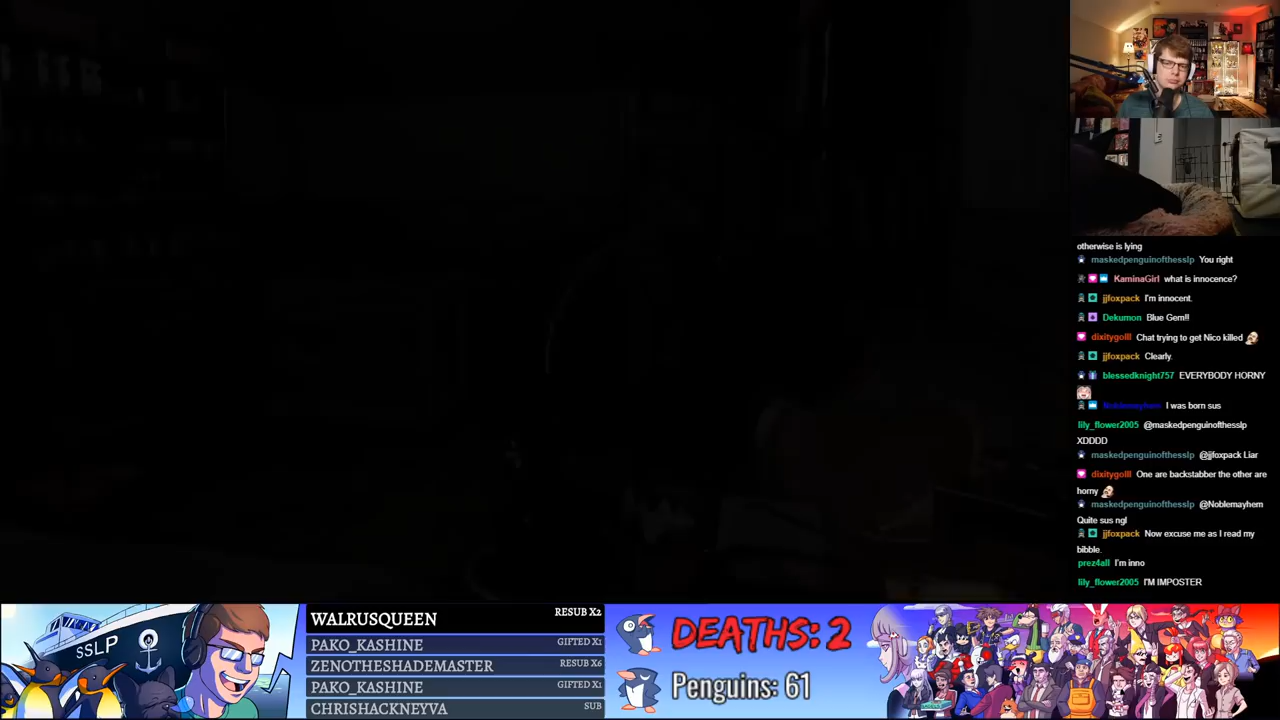 otherwise is lying
maskedpenguinofthesslp You right
KaminaGirl what is innocence?
jjfoxpack I'm innocent.
Dekumon Blue Gem!!
dixitygolll Chat trying to get Nico killed
jjfoxpack Clearly.
blessedknight757 EVERYBODY HORNY
Noblemayhem I was born sus
lily_flower2005 @maskedpenguinofthesslp
XDDDD
maskedpenguinofthesslp @jjfoxpack Liar
dixitygolll One are backstabber the other are
horny
maskedpenguinofthesslp @Noblemayhem
Quite sus ngl
jjfoxpack Now excuse me as I read my
bibble.
prez4all I'm inno
lily_flower2005 I'M IMPOSTER
SSLP
WALRUSQUEEN RESUB X2
PAKO_KASHINE GIFTED X1
ZENOTHESHADEMASTER RESUB X6
PAKO_KASHINE GIFTED X1
CHRISHACKNEYVA SUB
DEATHS: 2
Penguins: 61